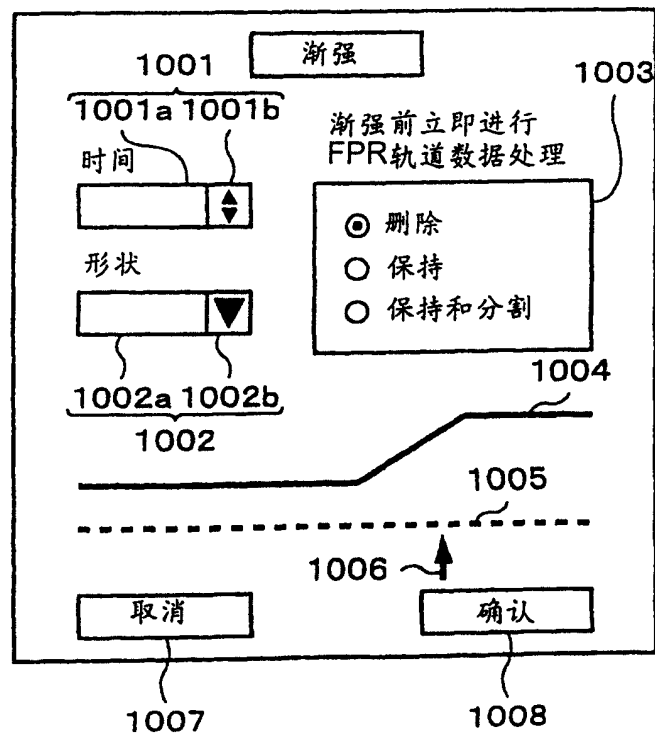 渐强
1001
1001a 1001b
1003
时间
渐强前立即进行
FPR轨道数据处理
删除
保持
保持和分割
形状
1002a 1002b
1002
1004
1005
1006
取消
确认
1007
1008